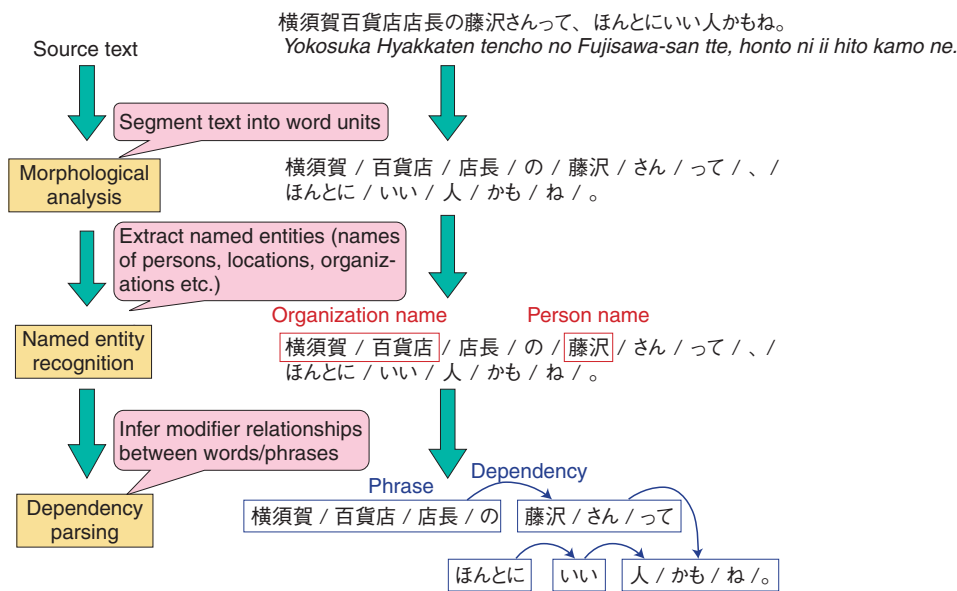 横須賀百貨店店長の藤沢さんって、ほんとにいい人かもね。
Yokosuka Hyakkaten tencho no Fujisawa-san tte, honto ni ii hito kamo ne.
Source text
Segment text into word units
Morphological
analysis
横須賀 / 百貨店 / 店長 / の / 藤沢 / さん / って / 、 /
ほんとに / いい / 人 / かも / ね / 。
Extract named entities (names
of persons, locations, organiz-
ations etc.)
Organization name
Person name
Named entity
recognition
横須賀 / 百貨店 / 店長 / の / 藤沢 / さん / って / 、 /
ほんとに / いい / 人 / かも / ね / 。
Infer modifier relationships
between words/phrases
Phrase
Dependency
Dependency
parsing
横須賀 / 百貨店 / 店長 / の
藤沢 / さん / って
ほんとに
いい
人 / かも / ね /。